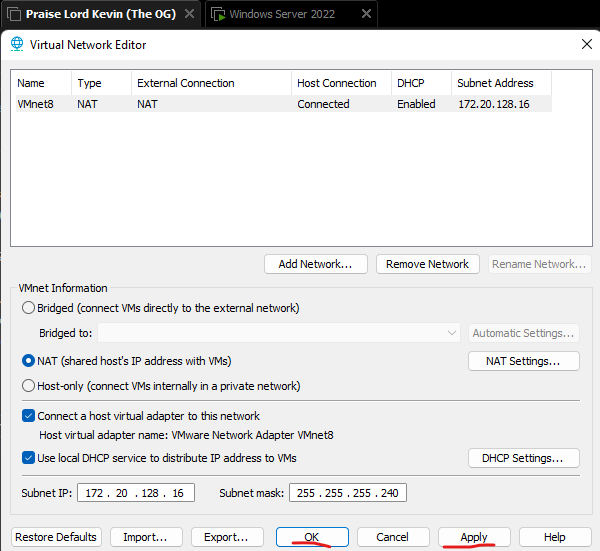 Praise Lord Kevin (The OG) Windows Server 2022
Virtual Network Editor
Name Type External Connection Host Connection DHCP Subnet Address
VMnet8 NAT NAT Connected Enabled 172.20.128.16
Add Network... Remove Network Rename Network...
VMnet Information
Bridged (connect VMs directly to the external network)
Bridged to: Automatic Settings...
NAT (shared host's IP address with VMs) NAT Settings...
Host-only (connect VMs internally in a private network)
Connect a host virtual adapter to this network
Host virtual adapter name: VMware Network Adapter VMnet8
Use local DHCP service to distribute IP address to VMs DHCP Settings...
Subnet IP: 172 . 20 . 128 . 16 Subnet mask: 255 . 255 . 255 . 240
Restore Defaults Import... Export... OK Cancel Apply Help